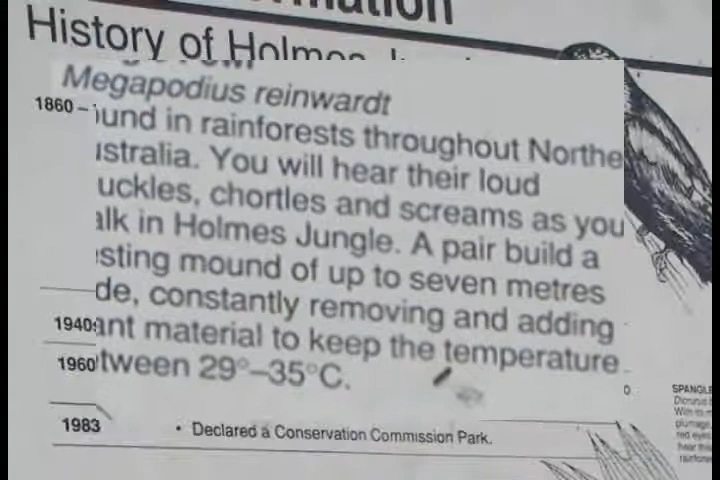 History of Holmes
Megapodius reinwardt
1860 –
und in rainforests throughout Northe
ustralia. You will hear their loud
uckles, chortles and screams as you
alk in Holmes Jungle. A pair build a
sting mound of up to seven metres
de, constantly removing and adding
1940s
ant material to keep the temperature
1960
tween 29°–35°C.
1983
• Declared a Conservation Commission Park.
SPANGLE